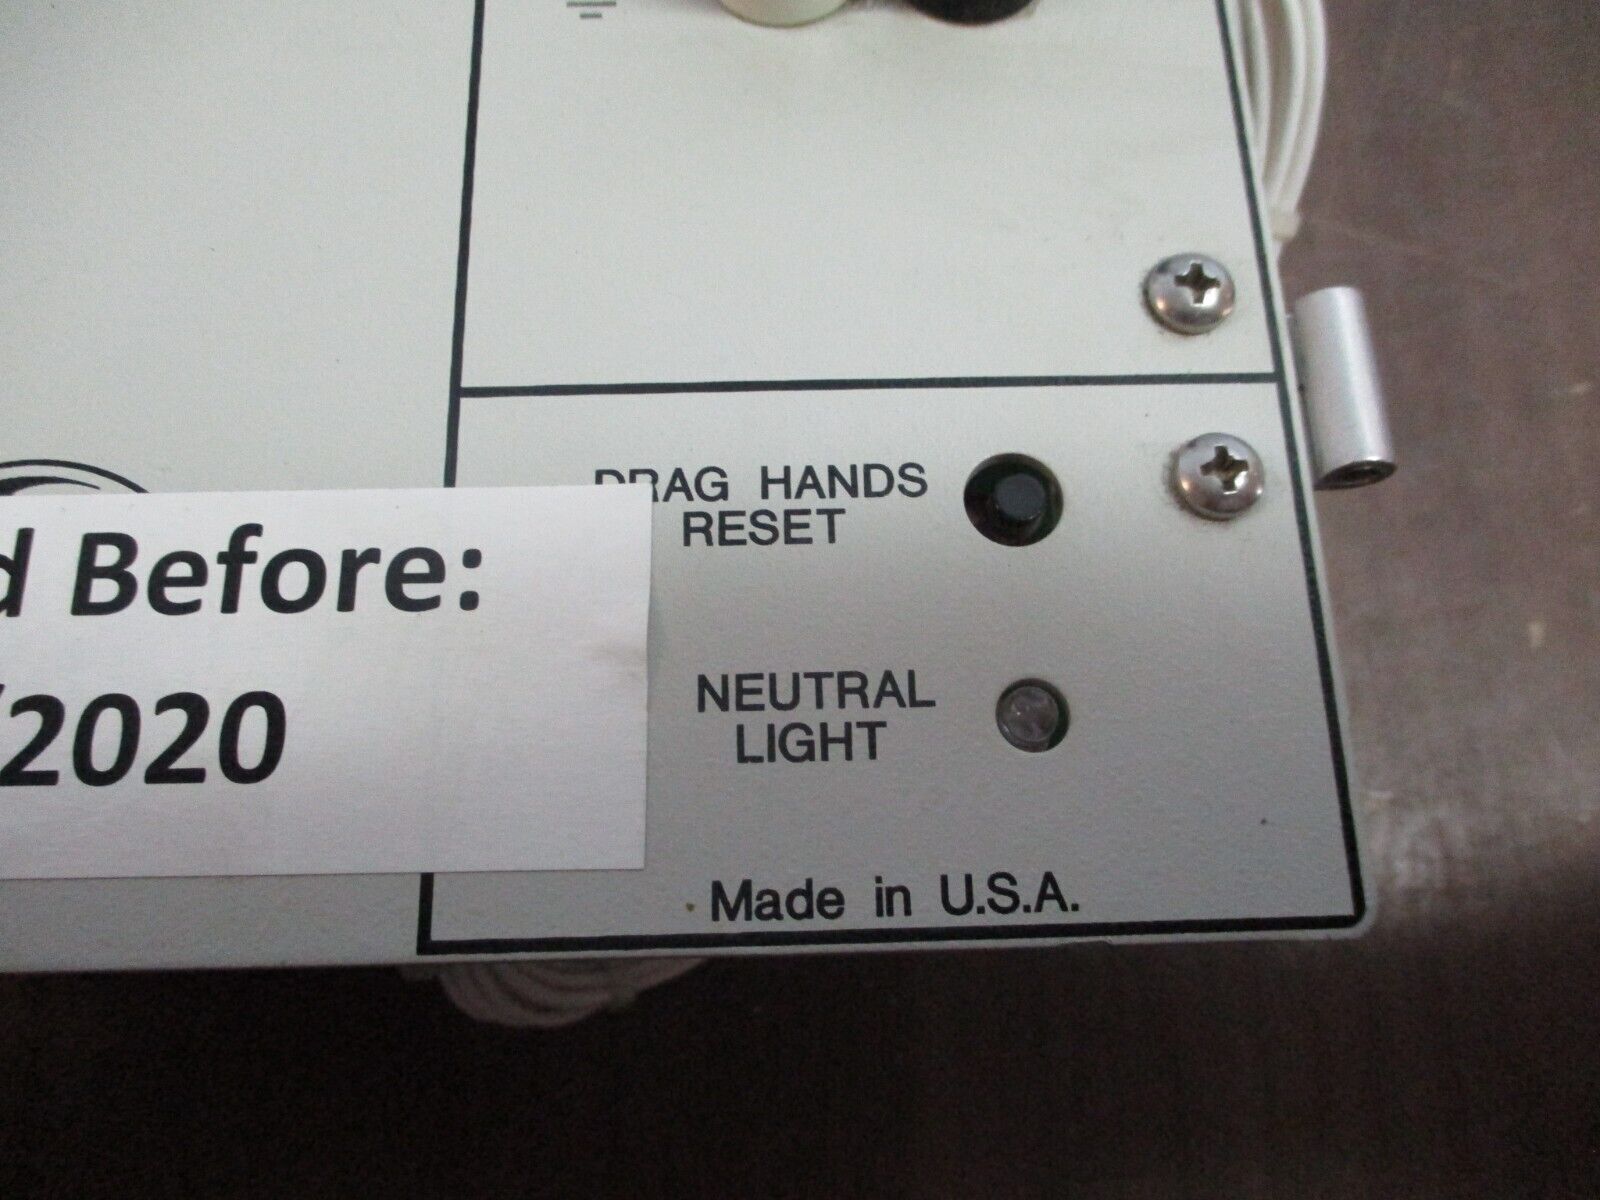 DRAG HANDS
RESET
Before:
/2020
NEUTRAL
LIGHT
Made in U.S.A.